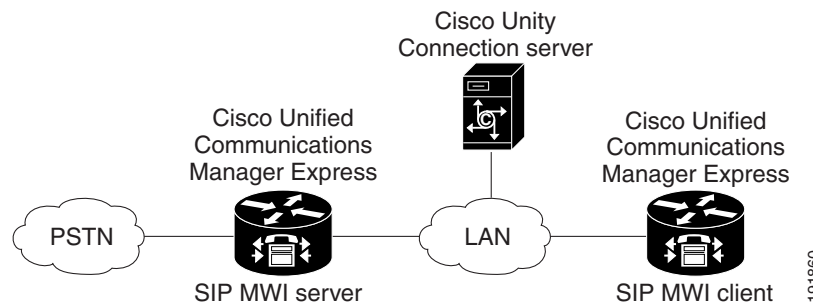 Cisco Unity
Connection server
Cisco Unified
Communications
Manager Express
Cisco Unified
Communications
Manager Express
PSTN
LAN
SIP MWI server
SIP MWI client
191860